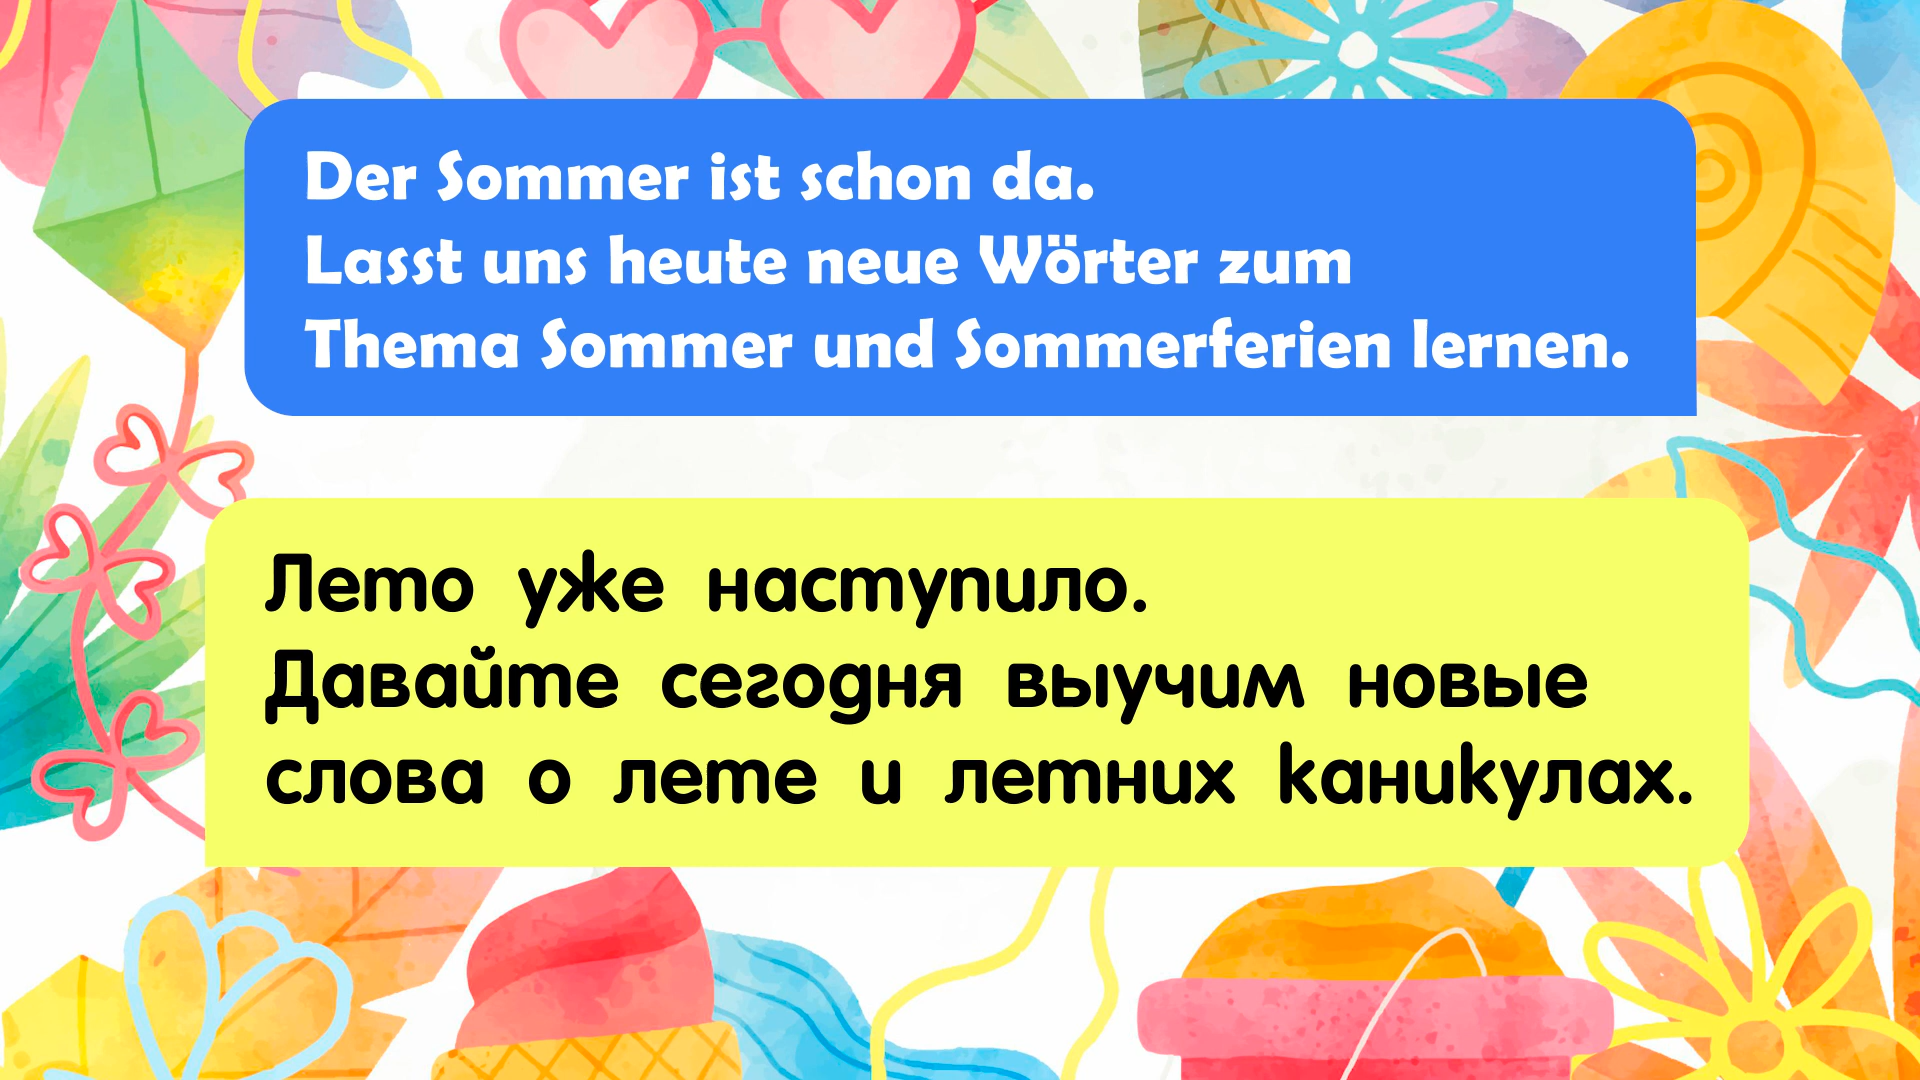 Der Sommer ist schon da.
Lasst uns heute neue Wörter zum
Thema Sommer und Sommerferien lernen.
Лето уже наступило.
Давайте сегодня выучим новые
слова о лете и летних каникулах.